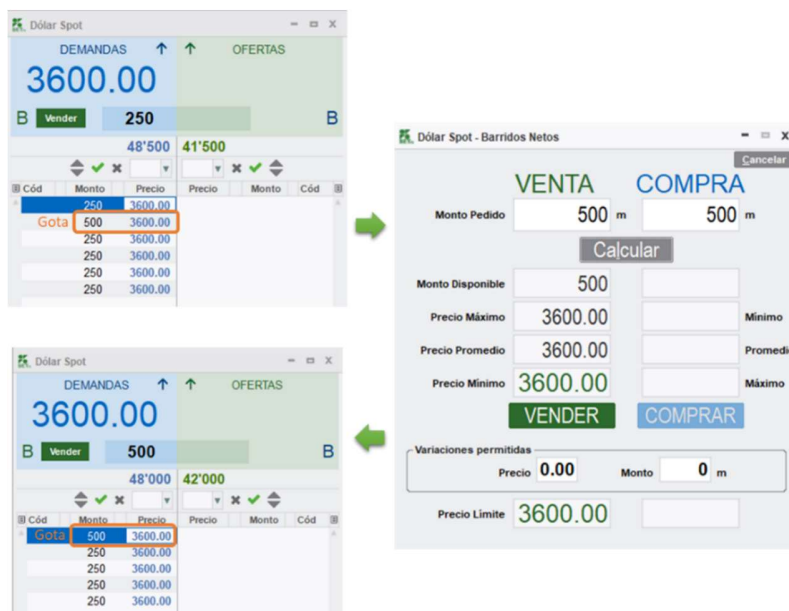 Dólar Spot
DEMANDAS OFERTAS
3600.00
B Vender 250 B
48'500 41'500
Cód Monto Precio Precio Monto Cód
250 3600.00
Gota 500 3600.00
250 3600.00
250 3600.00
250 3600.00
250 3600.00
Dólar Spot - Barridos Netos
Cancelar
VENTA COMPRA
Monto Pedido 500 m 500 m
Calcular
Monto Disponible 500
Precio Máximo 3600.00 Mínimo
Precio Promedio 3600.00 Promedio
Precio Mínimo 3600.00 Máximo
VENDER COMPRAR
Variaciones permitidas
Precio 0.00 Monto 0 m
Precio Límite 3600.00
Dólar Spot
DEMANDAS OFERTAS
3600.00
B Vender 500 B
48'000 42'000
Cód Monto Precio Precio Monto Cód
Gota 500 3600.00
250 3600.00
250 3600.00
250 3600.00
250 3600.00